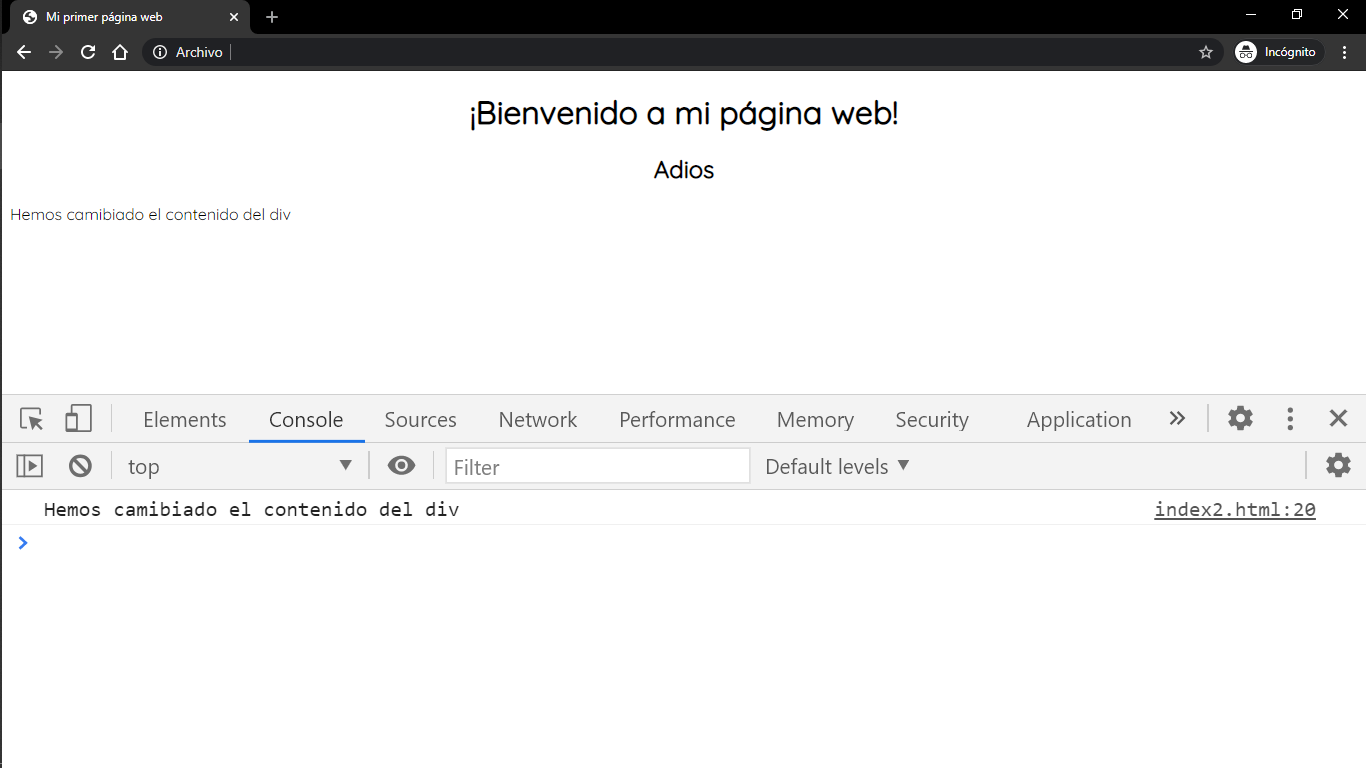 Mi primer página web
Archivo
Incógnito
¡Bienvenido a mi página web!
Adios
Hemos camibiado el contenido del div
Elements Console Sources Network Performance Memory Security Application
top Filter Default levels
Hemos camibiado el contenido del div index2.html:20